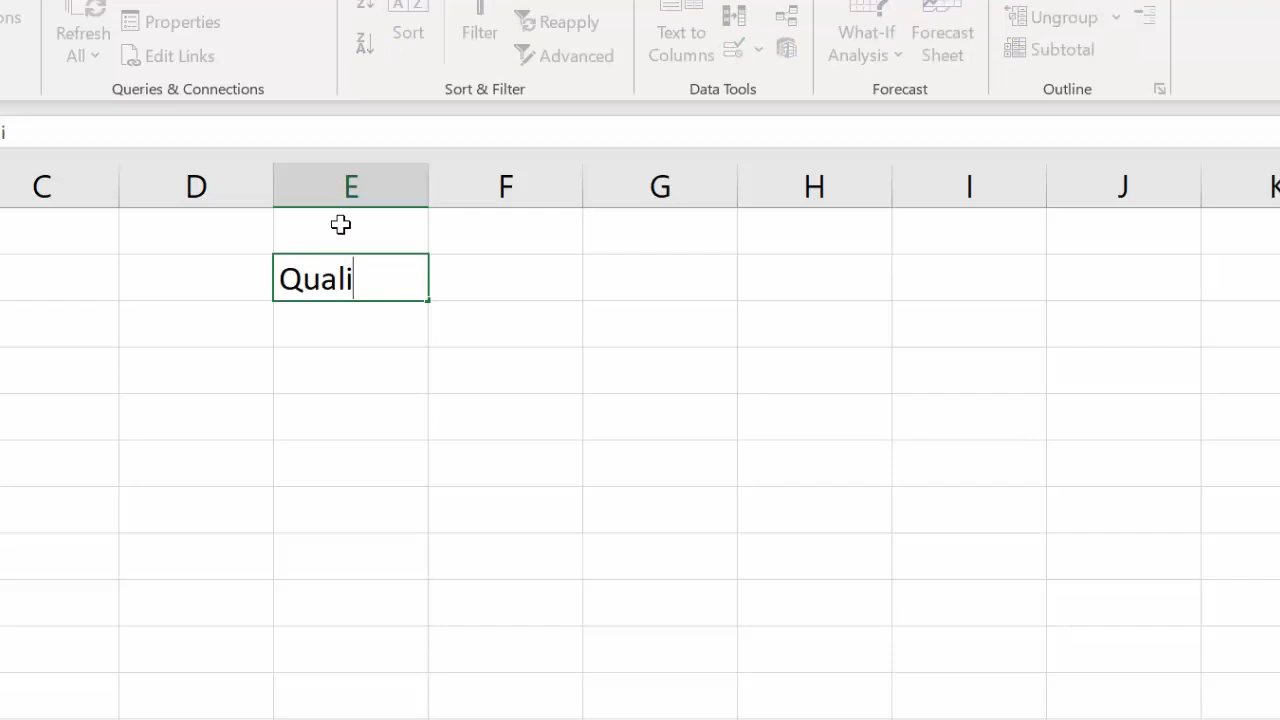 ons
Refresh
All
Properties
Edit Links
Queries & Connections
Sort
Filter
Reapply
Advanced
Sort & Filter
Text to
Columns
Data Tools
What-If
Analysis
Forecast
Sheet
Forecast
Ungroup
Subtotal
Outline
i
C D E F G H I J K
Quali